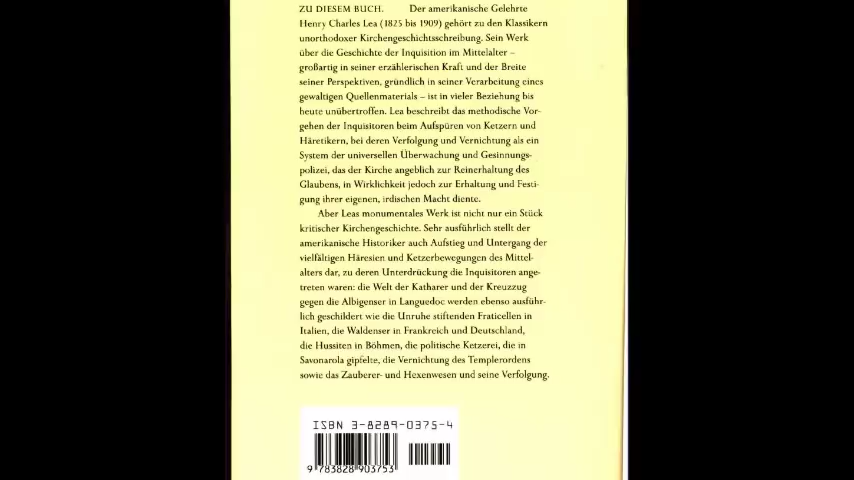 ZU DIESEM BUCH. Der amerikanische Gelehrte
Henry Charles Lea (1825 bis 1909) gehört zu den Klassikern
unorthodoxer Kirchengeschichtsschreibung. Sein Werk
über die Geschichte der Inquisition im Mittelalter –
großartig in seiner erzählerischen Kraft und der Breite
seiner Perspektiven, gründlich in seiner Verarbeitung eines
gewaltigen Quellenmaterials – ist in vieler Beziehung bis
heute unübertroffen. Lea beschreibt das methodische Vor-
gehen der Inquisitoren beim Aufspüren von Ketzern und
Häretikern, bei deren Verfolgung und Vernichtung als ein
System der universellen Überwachung und Gesinnungs-
polizei, das der Kirche angeblich zur Reinerhaltung des
Glaubens, in Wirklichkeit jedoch zur Erhaltung und Festi-
gung ihrer eigenen, irdischen Macht diente.
Aber Leas monumentales Werk ist nicht nur ein Stück
kritischer Kirchengeschichte. Sehr ausführlich stellt der
amerikanische Historiker auch Aufstieg und Untergang der
vielfältigen Häresien und Ketzerbewegungen des Mittel-
alters dar, zu deren Unterdrückung die Inquisitoren ange-
treten waren: die Welt der Katharer und der Kreuzzug
gegen die Albigenser in Languedoc werden ebenso ausführ-
lich geschildert wie die Unruhe stiftenden Fraticellen in
Italien, die Waldenser in Frankreich und Deutschland,
die Hussiten in Böhmen, die politische Ketzerei, die in
Savonarola gipfelte, die Vernichtung des Templerordens
sowie das Zauberer- und Hexenwesen und seine Verfolgung.
ISBN 3-8289-0375-4
9 783828 903753